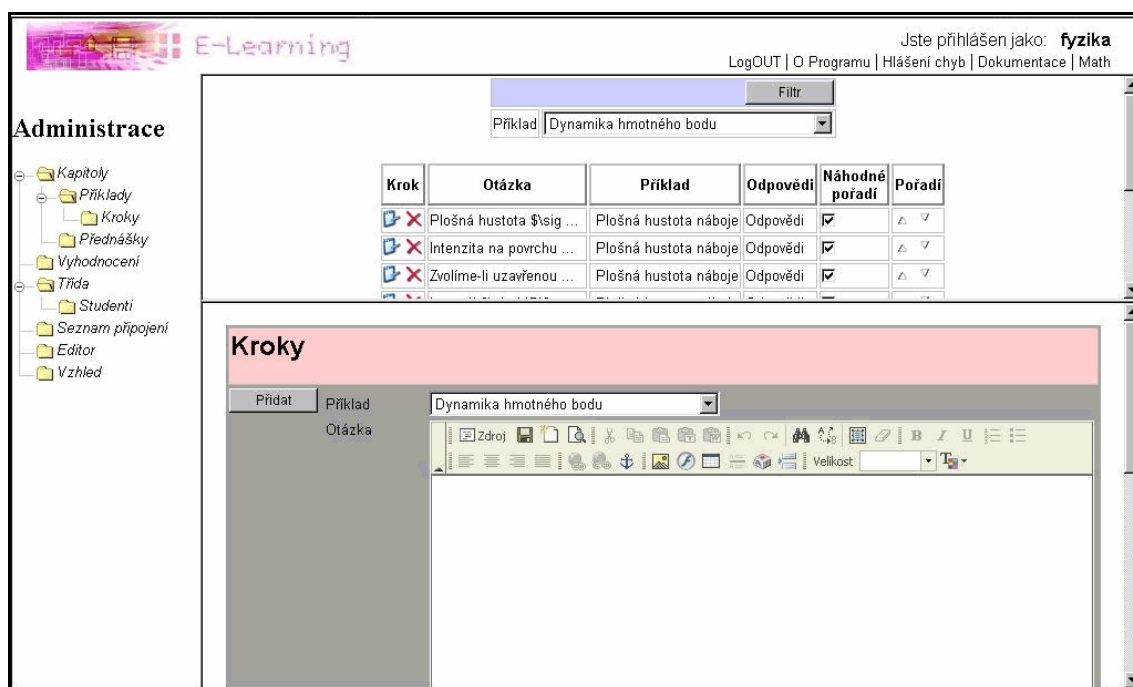 E-Learning
Jste přihlášen jako: fyzika
LogOUT | O Programu | Hlášení chyb | Dokumentace | Math
Administrace
Kapitoly
Příklady
Kroky
Přednášky
Vyhodnocení
Třída
Studenti
Seznam připojení
Editor
Vzhled
Filtr
Příklad Dynamika hmotného bodu
Krok Otázka Příklad Odpovědi Náhodné pořadí Pořadí
Plošná hustota $\sig ... Plošná hustota náboje Odpovědi
Intenzita na povrchu ... Plošná hustota náboje Odpovědi
Zvolíme-li uzavřenou ... Plošná hustota náboje Odpovědi
Kroky
Přidat Příklad Dynamika hmotného bodu
Otázka
Zdroj B I U
Velikost